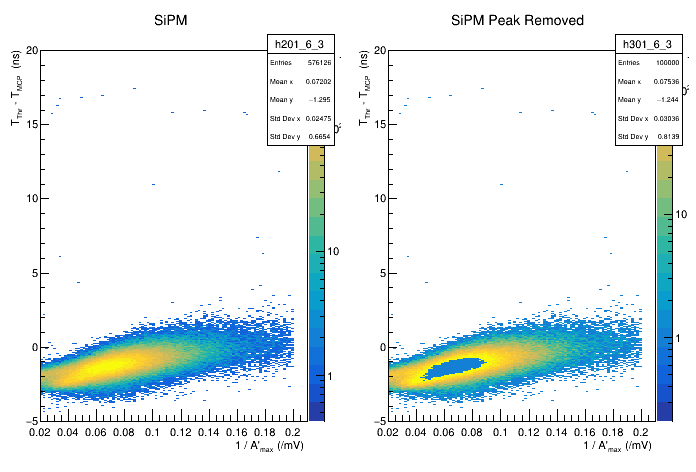 SiPM
h201_6_3
Entries 576126
Mean x 0.07202
Mean y −1.295
Std Dev x 0.02475
Std Dev y 0.6654
T_Thr - T_MCP (ns)
20
15
10
5
0
−5
0.02 0.04 0.06 0.08 0.1 0.12 0.14 0.16 0.18 0.2
1 / A'_max (/mV)
10
1
SiPM Peak Removed
h301_6_3
Entries 100000
Mean x 0.07536
Mean y −1.244
Std Dev x 0.03036
Std Dev y 0.8139
T_Thr - T_MCP (ns)
20
15
10
5
0
−5
0.02 0.04 0.06 0.08 0.1 0.12 0.14 0.16 0.18 0.2
1 / A'_max (/mV)
10
1